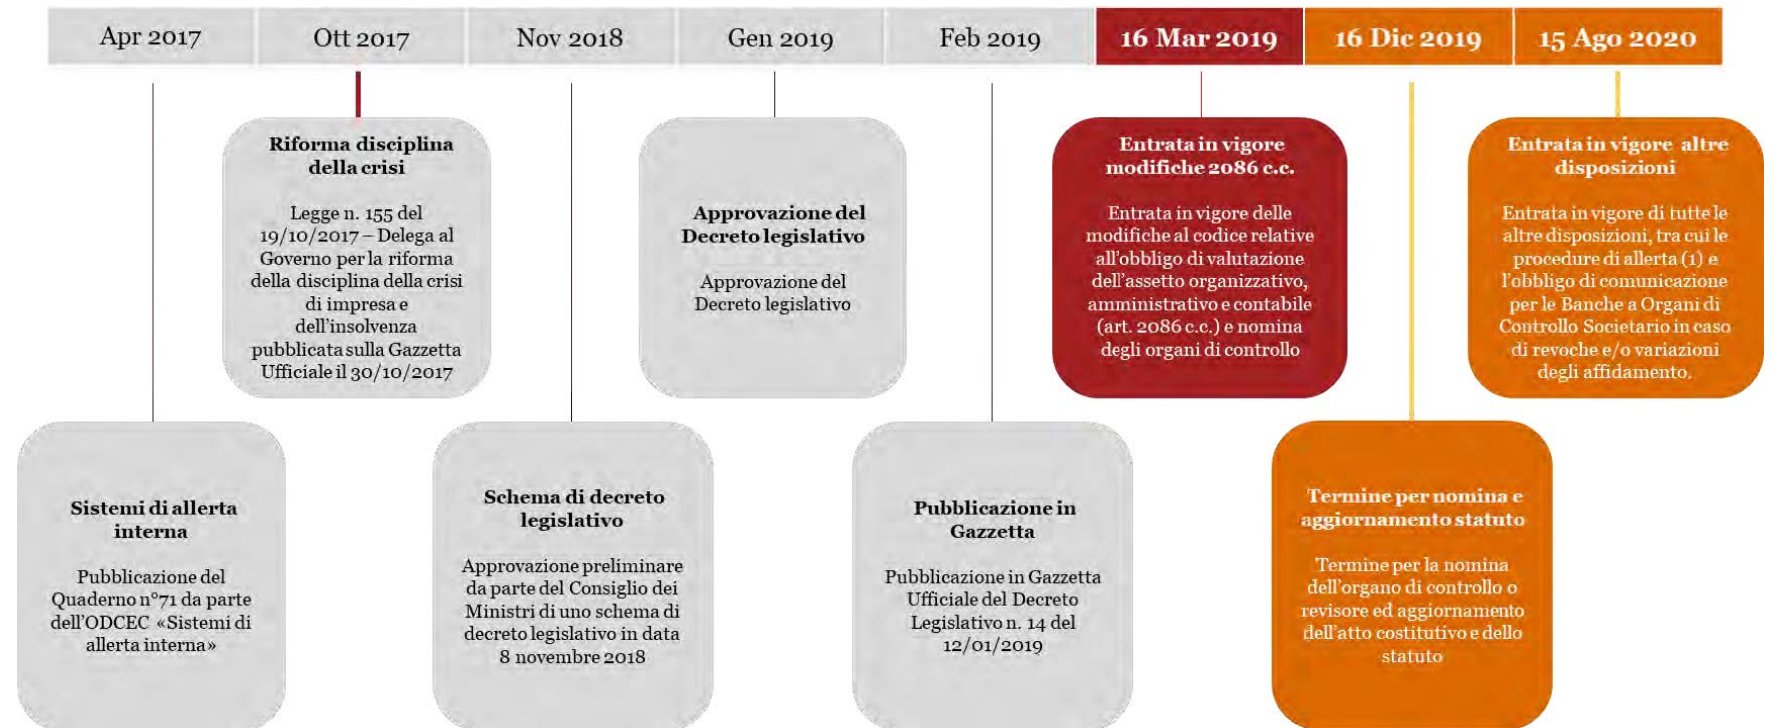 Apr 2017
Ott 2017
Nov 2018
Gen 2019
Feb 2019
16 Mar 2019
16 Dic 2019
15 Ago 2020
Riforma disciplina
della crisi
Legge n. 155 del
19/10/2017 – Delega al
Governo per la riforma
della disciplina della crisi
di impresa e
dell'insolvenza
pubblicata sulla Gazzetta
Ufficiale il 30/10/2017
Approvazione del
Decreto legislativo
Approvazione del
Decreto legislativo
Entrata in vigore
modifiche 2086 c.c.
Entrata in vigore delle
modifiche al codice relative
all'obbligo di valutazione
dell'assetto organizzativo,
amministrativo e contabile
(art. 2086 c.c.) e nomina
degli organi di controllo
Entrata in vigore altre
disposizioni
Entrata in vigore di tutte le
altre disposizioni, tra cui le
procedure di allerta (1) e
l'obbligo di comunicazione
per le Banche a Organi di
Controllo Societario in caso
di revoche e/o variazioni
degli affidamento.
Sistemi di allerta
interna
Pubblicazione del
Quaderno n°71 da parte
dell'ODCEC «Sistemi di
allerta interna»
Schema di decreto
legislativo
Approvazione preliminare
da parte del Consiglio dei
Ministri di uno schema di
decreto legislativo in data
8 novembre 2018
Pubblicazione in
Gazzetta
Pubblicazione in Gazzetta
Ufficiale del Decreto
Legislativo n. 14 del
12/01/2019
Termine per nomina e
aggiornamento statuto
Termine per la nomina
dell'organo di controllo o
revisore ed aggiornamento
dell'atto costitutivo e dello
statuto